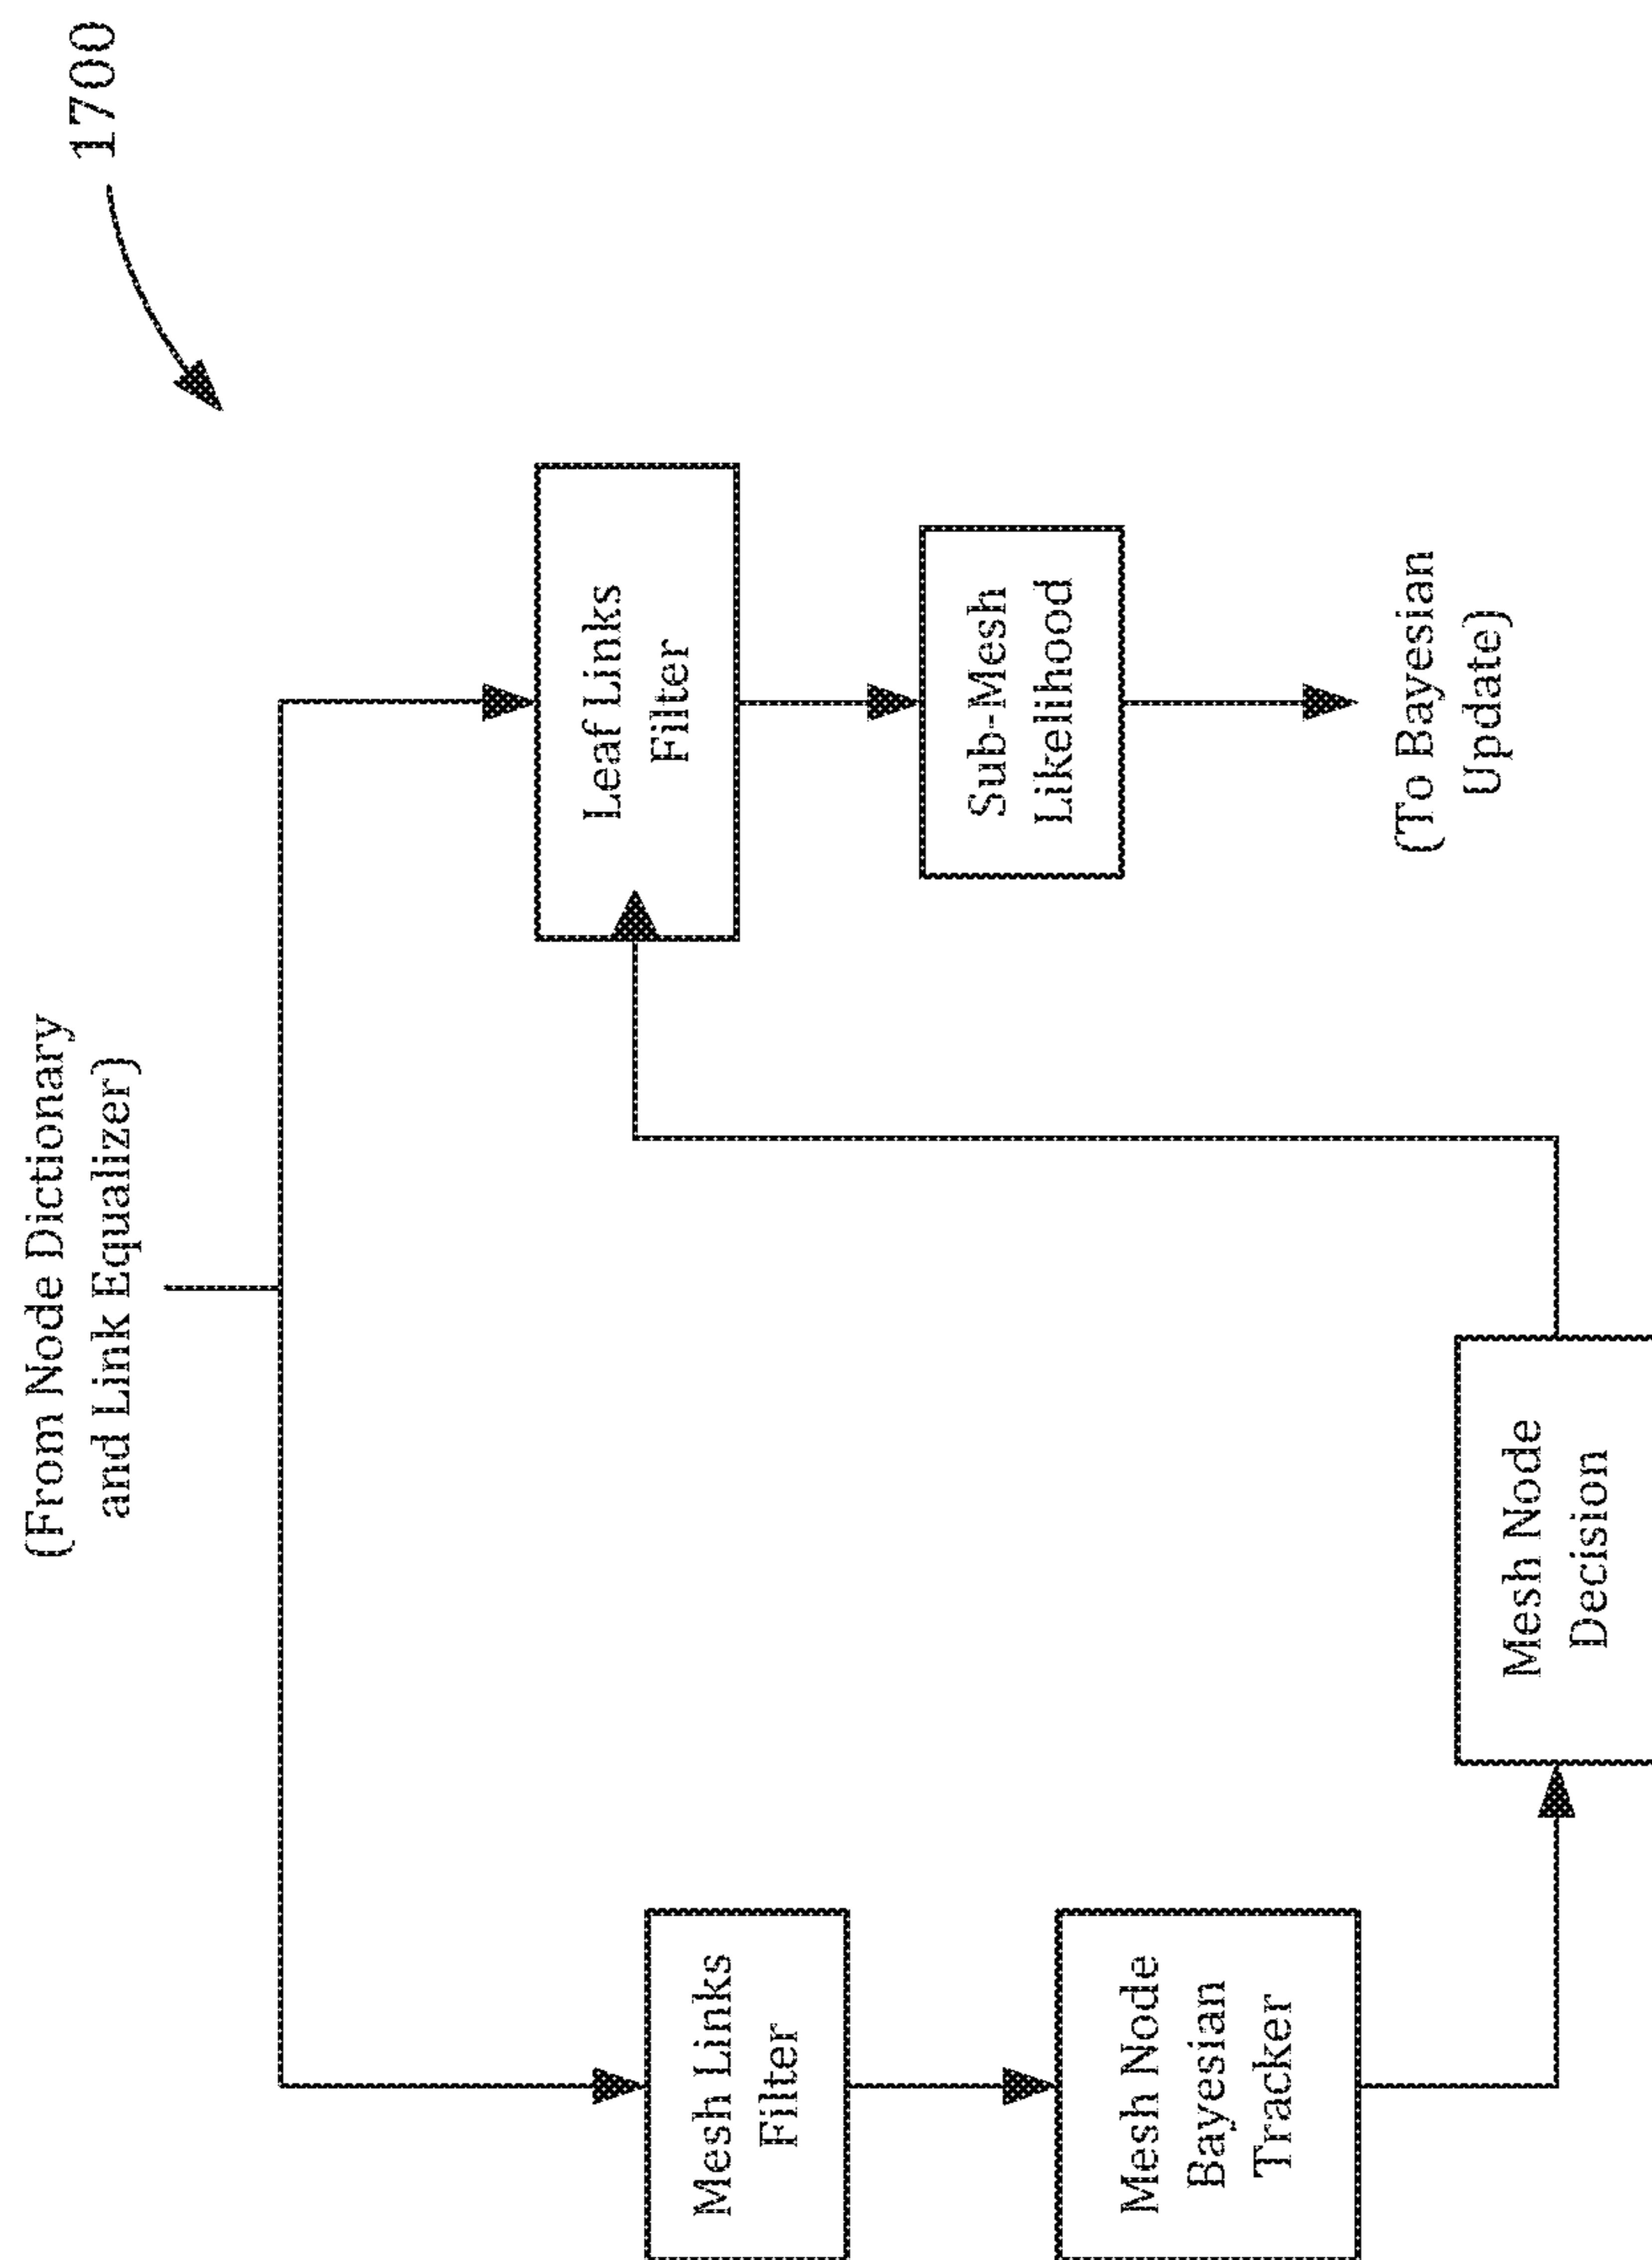 1700
(From Node Dictionary
and Link Equalizer)
Mesh Links
Filter
Mesh Node
Bayesian
Tracker
Mesh Node
Decision
Leaf Links
Filter
Sub-Mesh
Likelihood
(To Bayesian
Update)